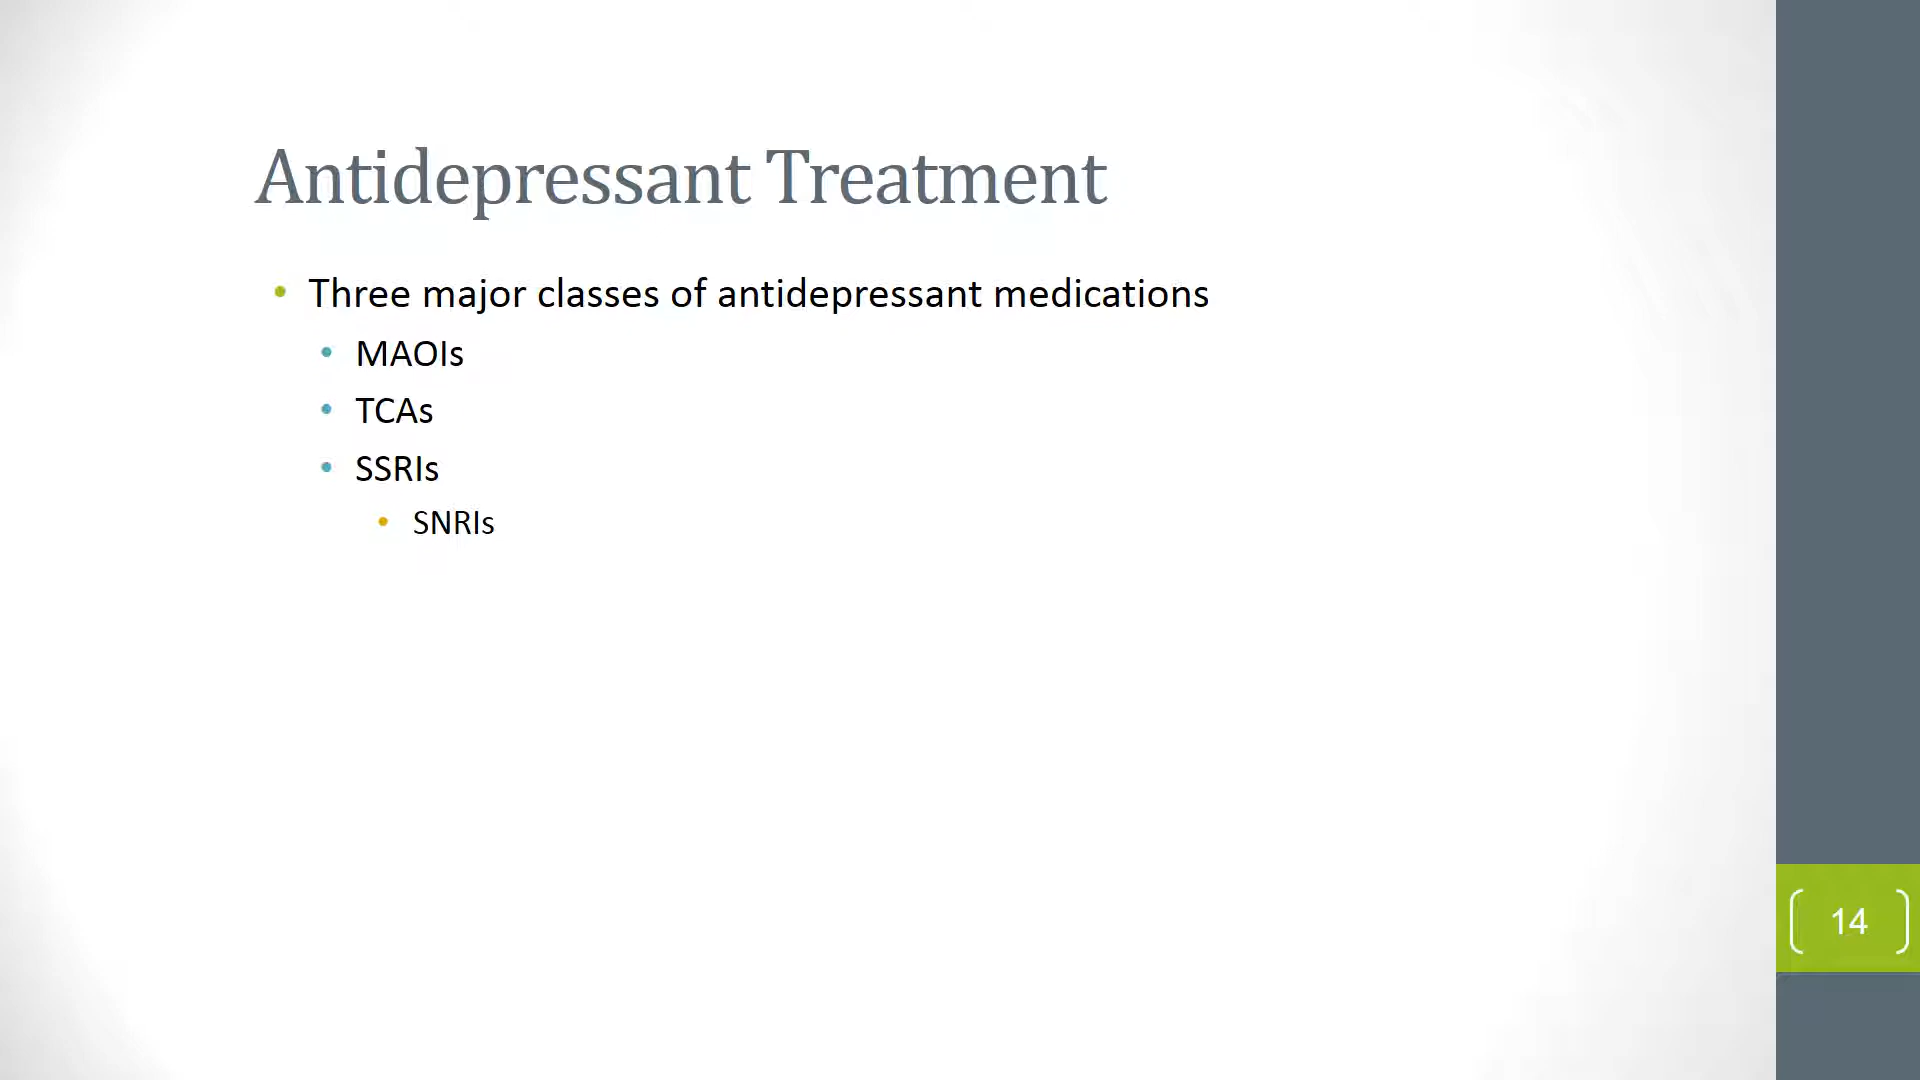 Antidepressant Treatment
• Three major classes of antidepressant medications
• MAOIs
• TCAs
• SSRIs
• SNRIs
14